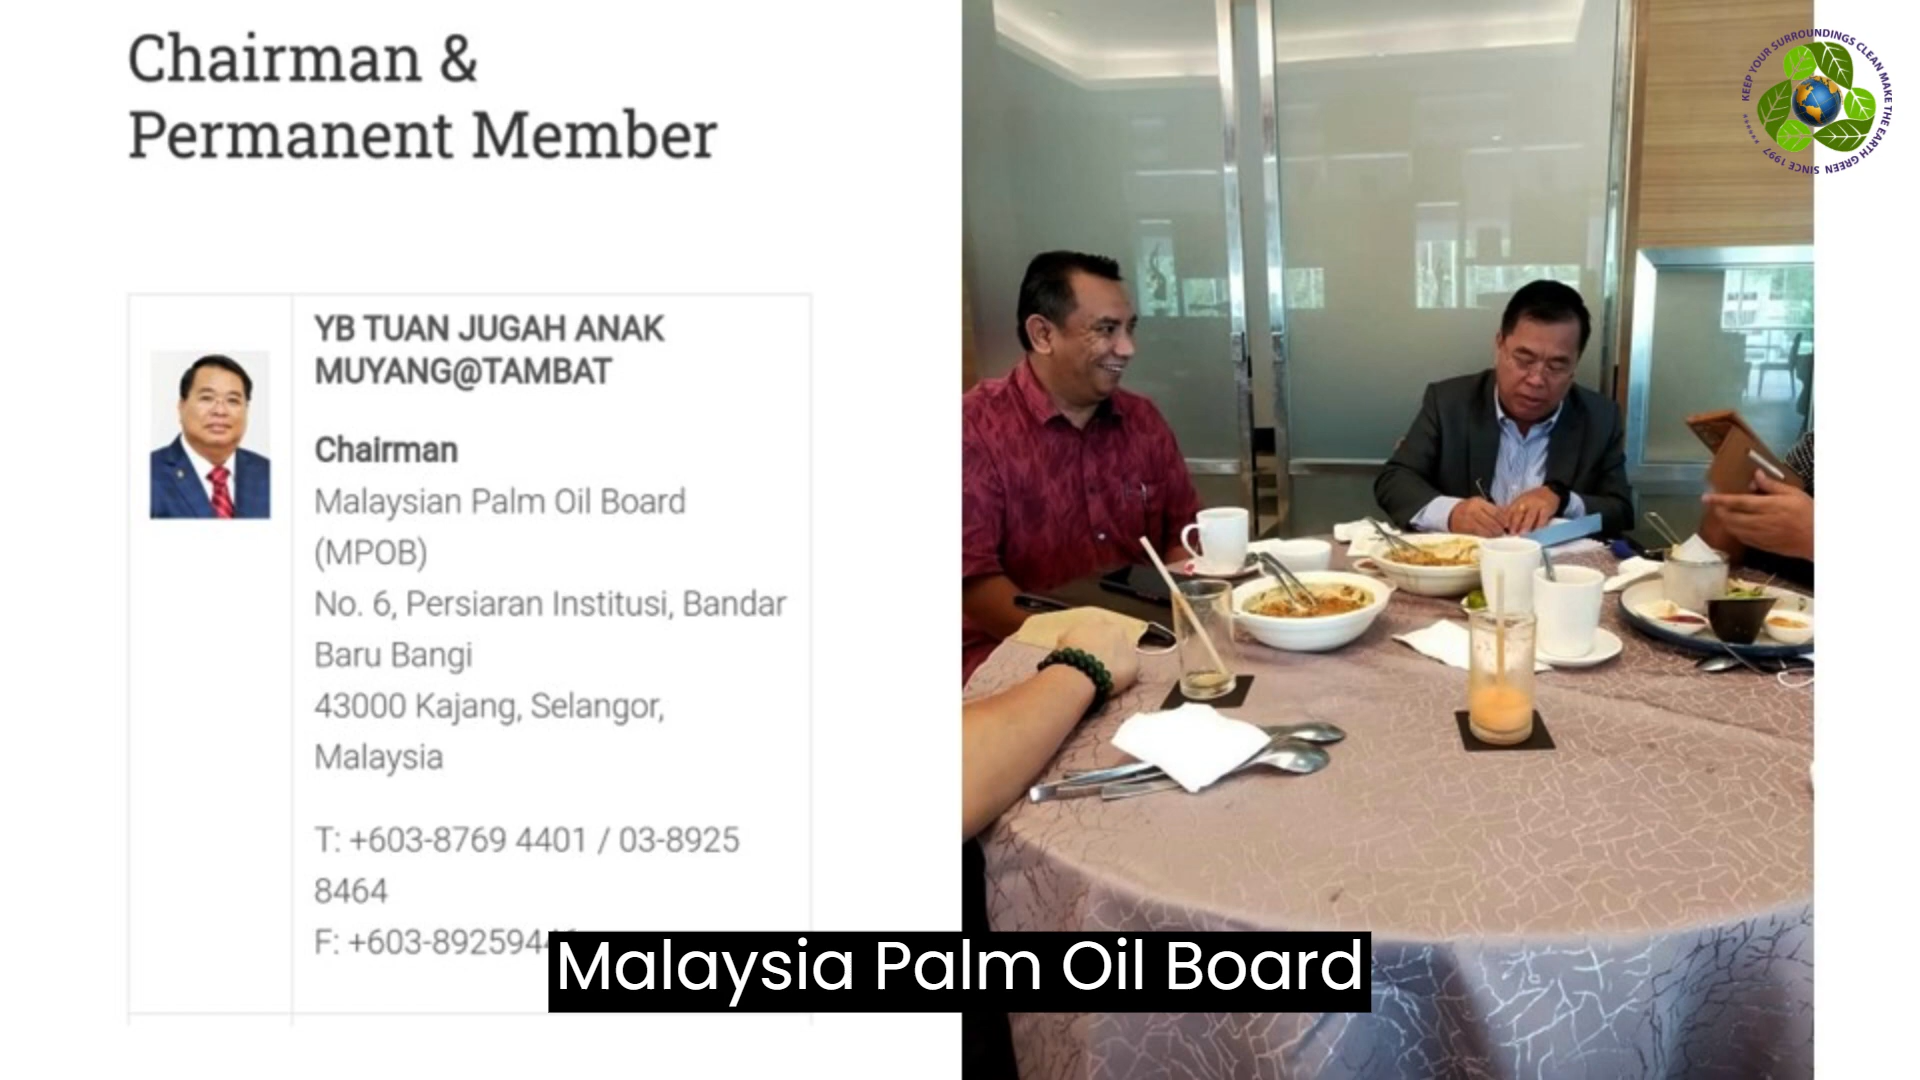 Chairman &
Permanent Member
YB TUAN JUGAH ANAK
MUYANG@TAMBAT
Chairman
Malaysian Palm Oil Board
(MPOB)
No. 6, Persiaran Institusi, Bandar
Baru Bangi
43000 Kajang, Selangor,
Malaysia
T: +603-8769 4401 / 03-8925
8464
F: +603-8925944
Malaysia Palm Oil Board
KEEP YOUR SURROUNDINGS CLEAN MAKE THE EARTH GREEN SINCE 1997